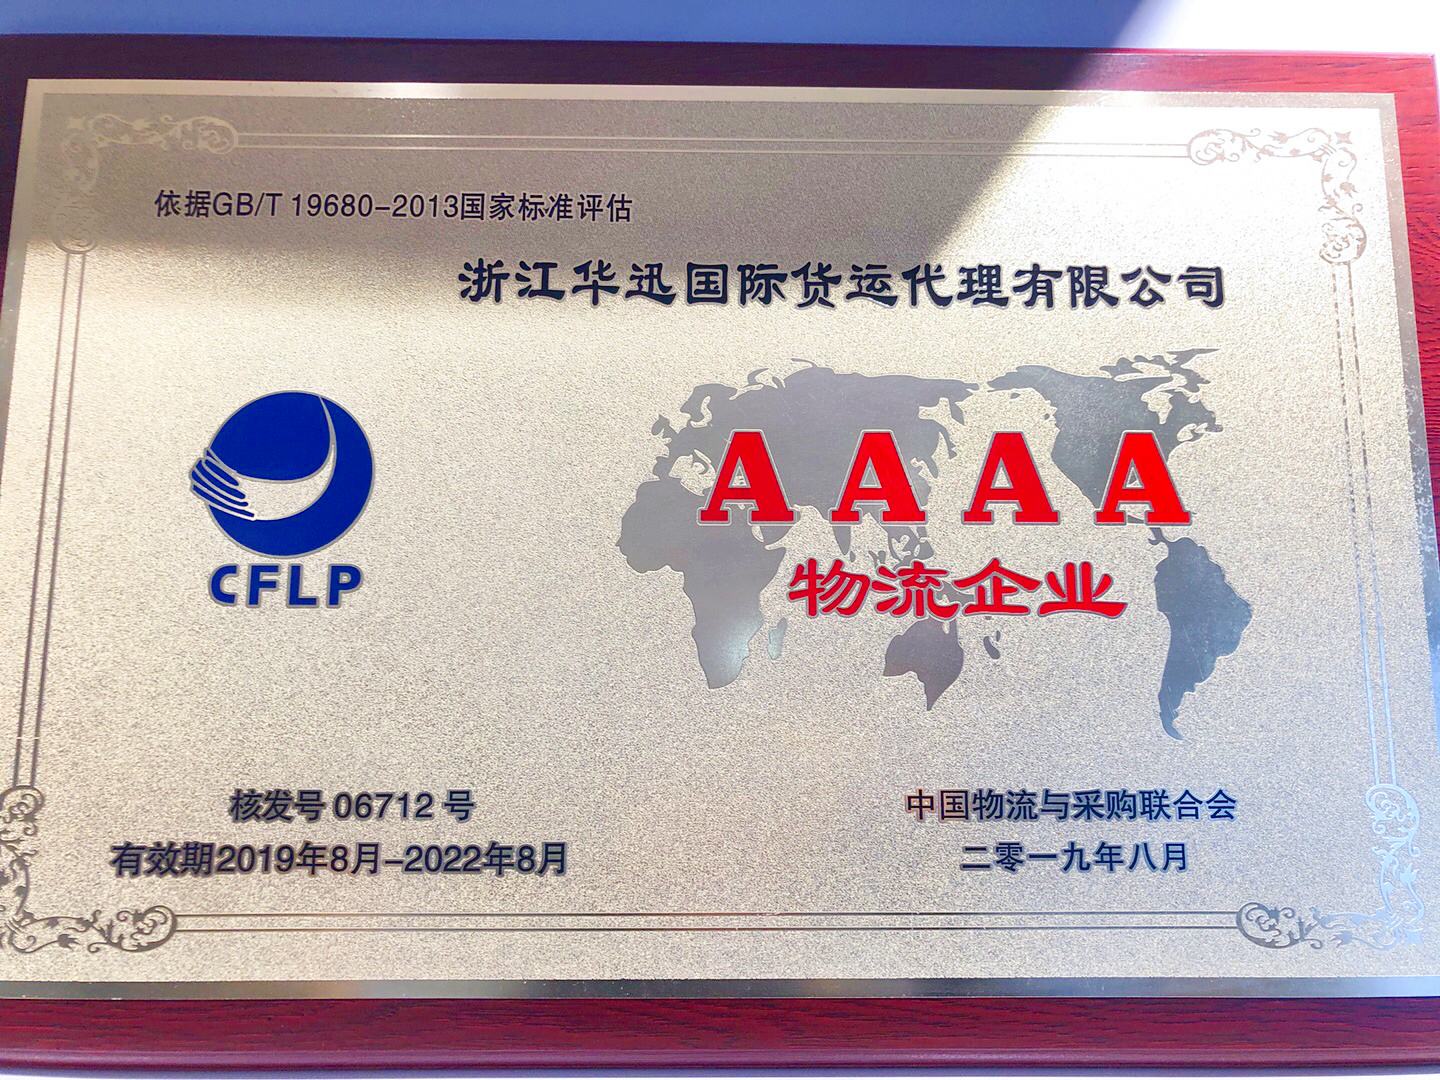 依据GB/T 19680-2013国家标准评估
浙江华迅国际货运代理有限公司
CFLP
AAAA
物流企业
核发号 06712 号
有效期2019年8月-2022年8月
中国物流与采购联合会
二零一九年八月